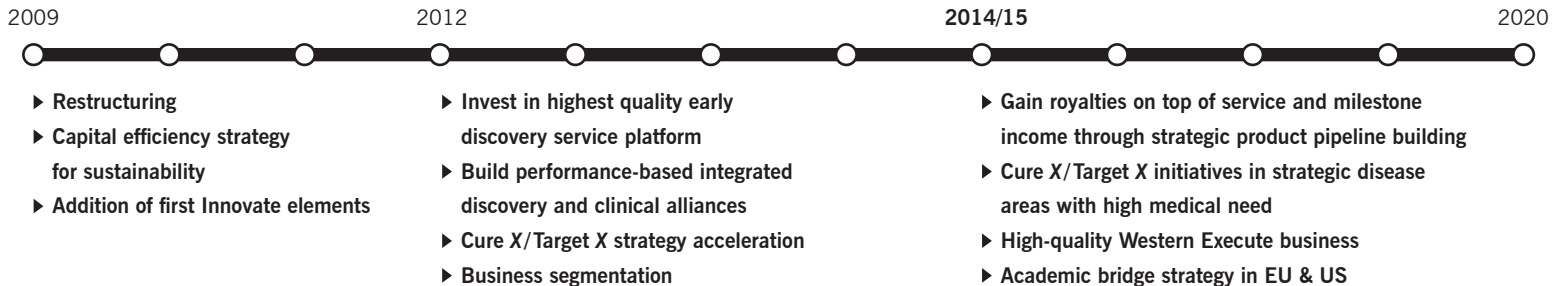 2009 2012 2014/15 2020
▶ Restructuring
▶ Capital efficiency strategy
for sustainability
▶ Addition of first Innovate elements
▶ Invest in highest quality early
discovery service platform
▶ Build performance-based integrated
discovery and clinical alliances
▶ Cure X/Target X strategy acceleration
▶ Business segmentation
▶ Gain royalties on top of service and milestone
income through strategic product pipeline building
▶ Cure X/Target X initiatives in strategic disease
areas with high medical need
▶ High-quality Western Execute business
▶ Academic bridge strategy in EU & US